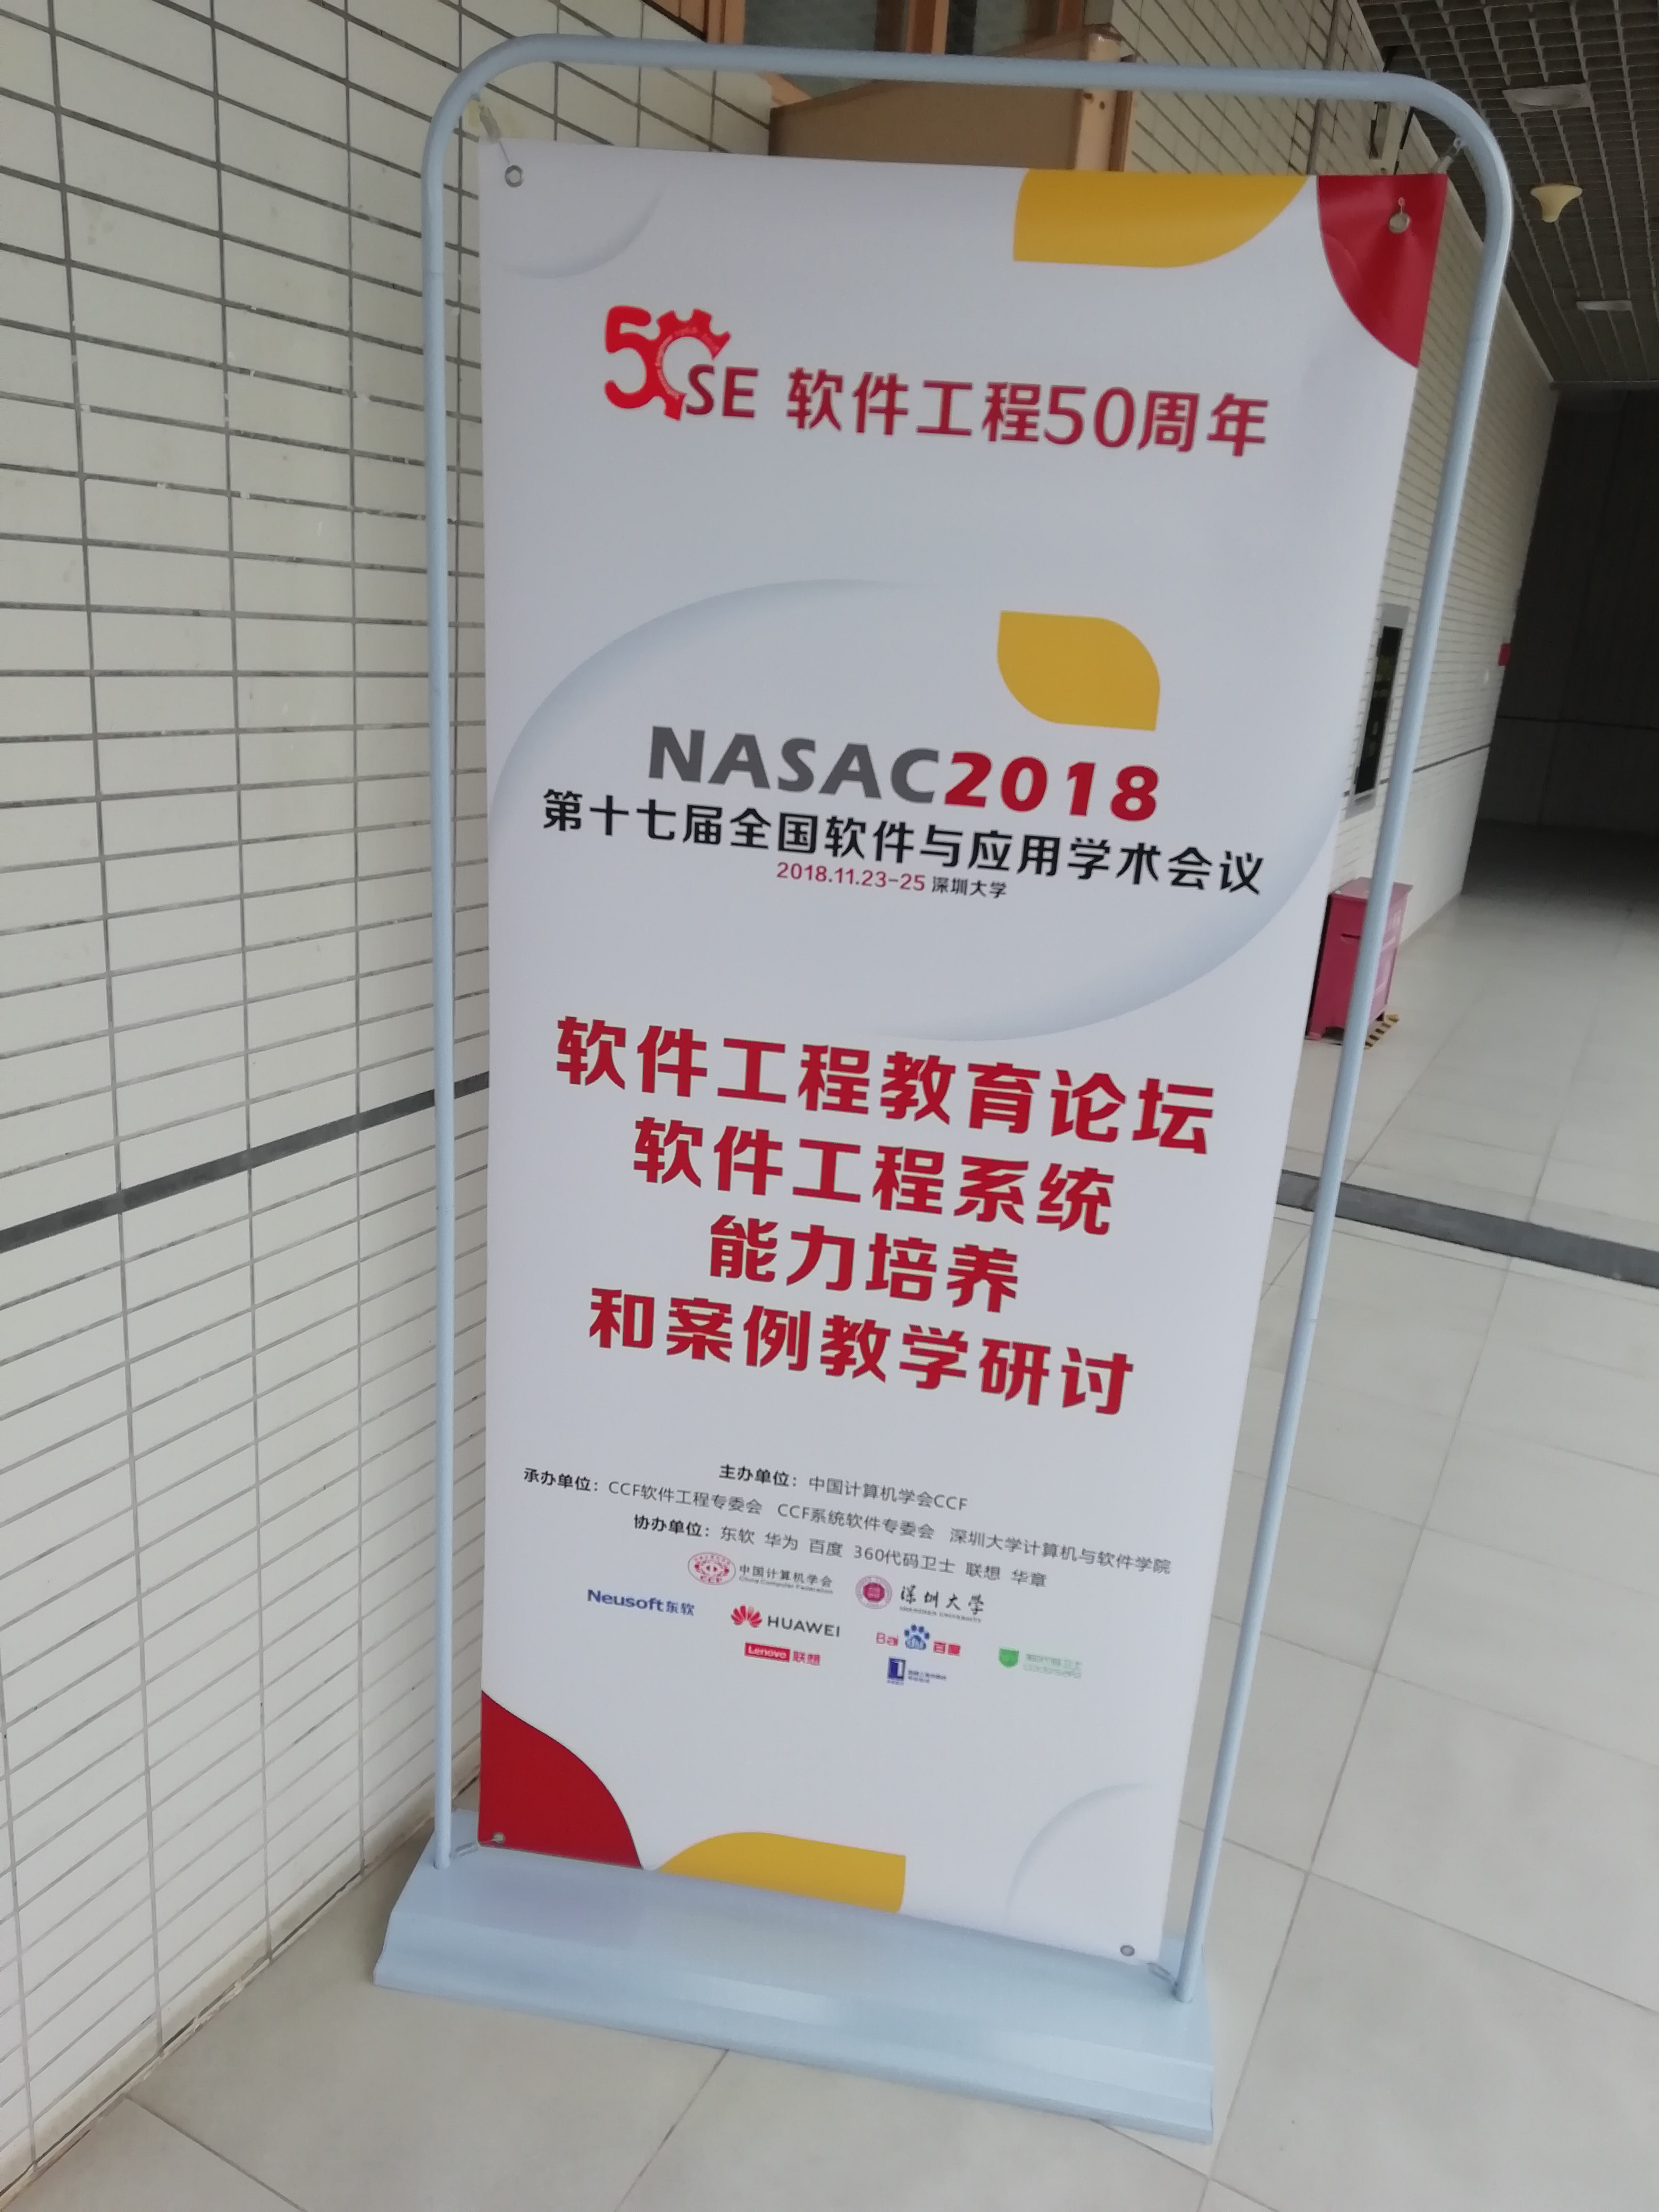 50SE 软件工程50周年
NASAC2018
第十七届全国软件与应用学术会议
2018.11.23-25 深圳大学
软件工程教育论坛
软件工程系统
能力培养
和案例教学研讨
主办单位：中国计算机学会CCF
承办单位：CCF软件工程专委会 CCF系统软件专委会 深圳大学计算机与软件学院
协办单位：东软 华为 百度 360代码卫士 联想 华章
中国计算机学会
China Computer Federation
深圳大学
SHENZHEN UNIVERSITY
Neusoft东软
HUAWEI
Bai du 百度
Lenovo 联想